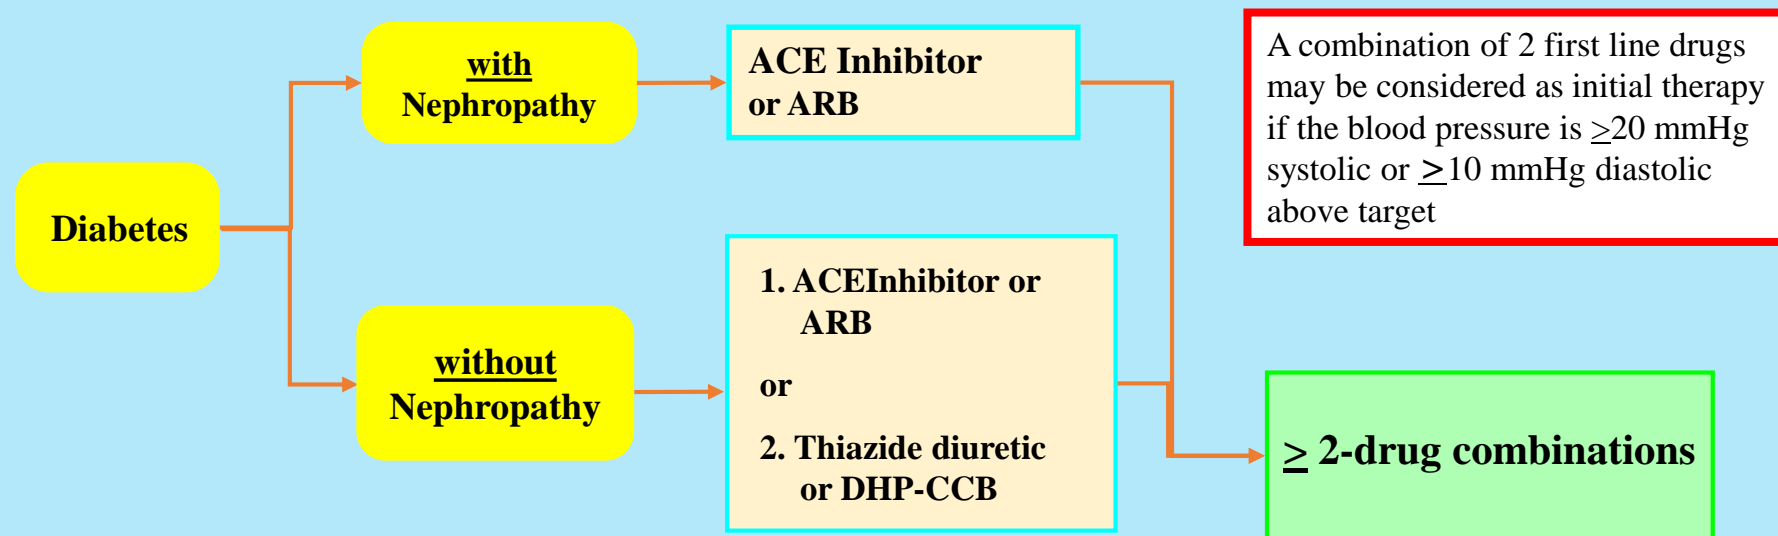 Diabetes
with
Nephropathy
ACE Inhibitor
or ARB
without
Nephropathy
1. ACEInhibitor or
ARB
or
2. Thiazide diuretic
or DHP-CCB
A combination of 2 first line drugs
may be considered as initial therapy
if the blood pressure is ≥20 mmHg
systolic or ≥10 mmHg diastolic
above target
≥ 2-drug combinations